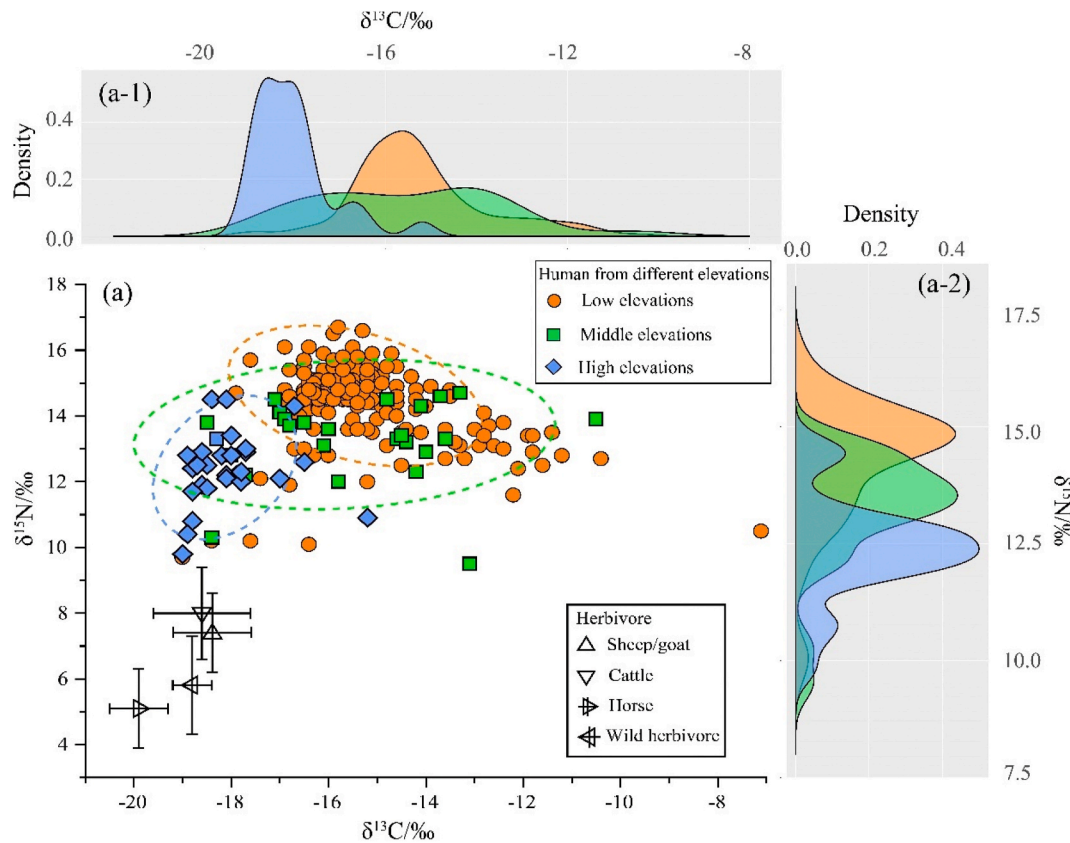 δ¹³C/‰
-20 -16 -12 -8
(a-1)
Density
0.4
0.2
0.0
Density
0.0 0.2 0.4
(a-2)
17.5
15.0
12.5
10.0
7.5
δ¹⁵N/‰
(a)
Human from different elevations
Low elevations
Middle elevations
High elevations
18
16
14
12
10
8
6
4
δ¹⁵N/‰
Herbivore
Sheep/goat
Cattle
Horse
Wild herbivore
-20 -18 -16 -14 -12 -10 -8
δ¹³C/‰